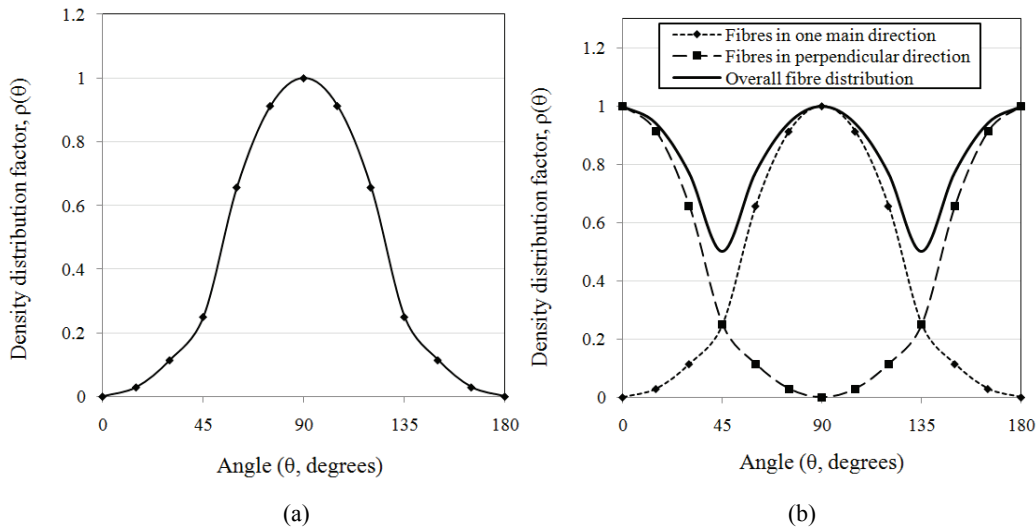 1.2
1
0.8
0.6
0.4
0.2
0
Density distribution factor, ρ(θ)
0 45 90 135 180
Angle (θ, degrees)
(a)
Fibres in one main direction
Fibres in perpendicular direction
Overall fibre distribution
1.2
1
0.8
0.6
0.4
0.2
0
Density distribution factor, ρ(θ)
0 45 90 135 180
Angle (θ, degrees)
(b)